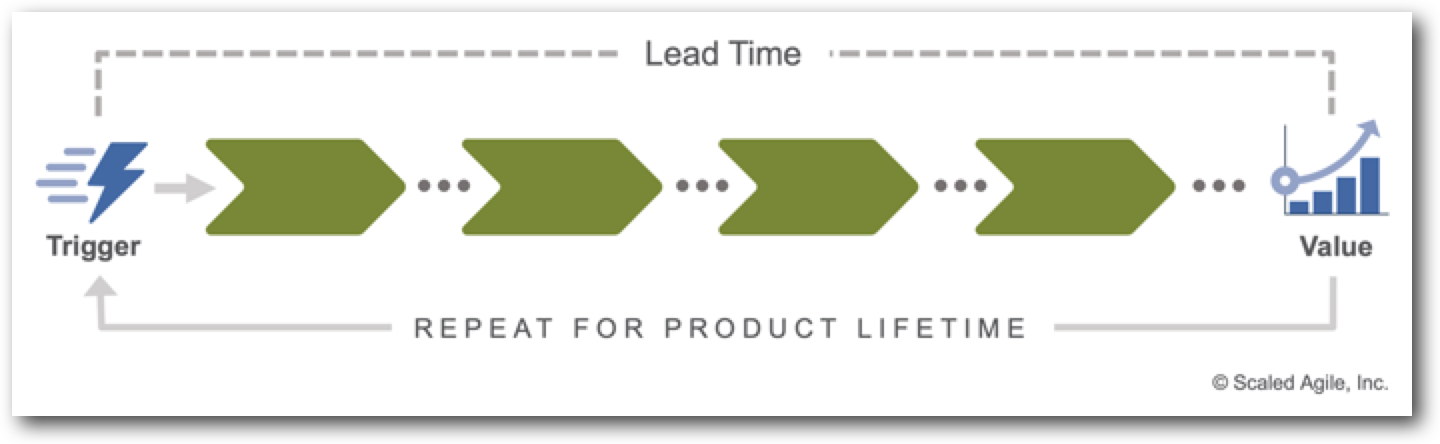 Lead Time
Trigger
Value
REPEAT FOR PRODUCT LIFETIME
© Scaled Agile, Inc.